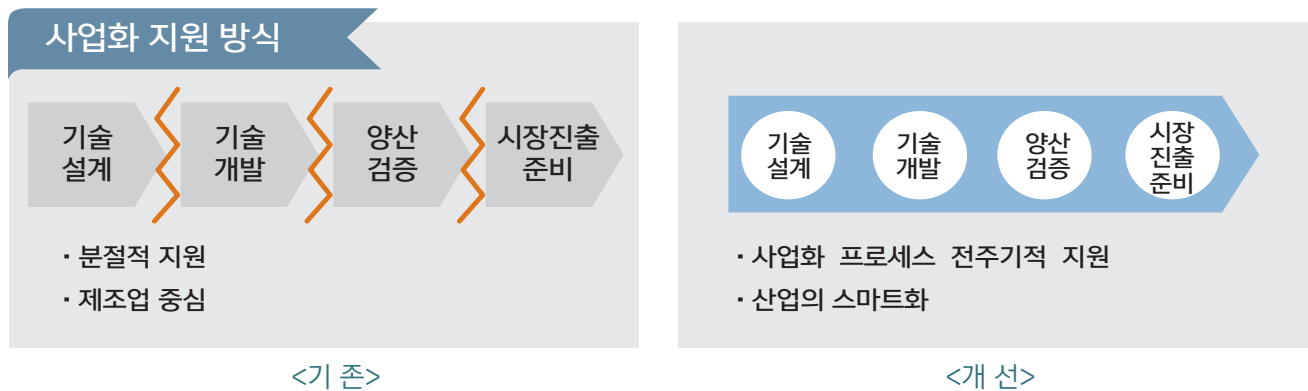 사업화 지원 방식
기술
설계
기술
개발
양산
검증
시장진출
준비
· 분절적 지원
· 제조업 중심
<기 존>
기술
설계
기술
개발
양산
검증
시장
진출
준비
· 사업화 프로세스 전주기적 지원
· 산업의 스마트화
<개 선>